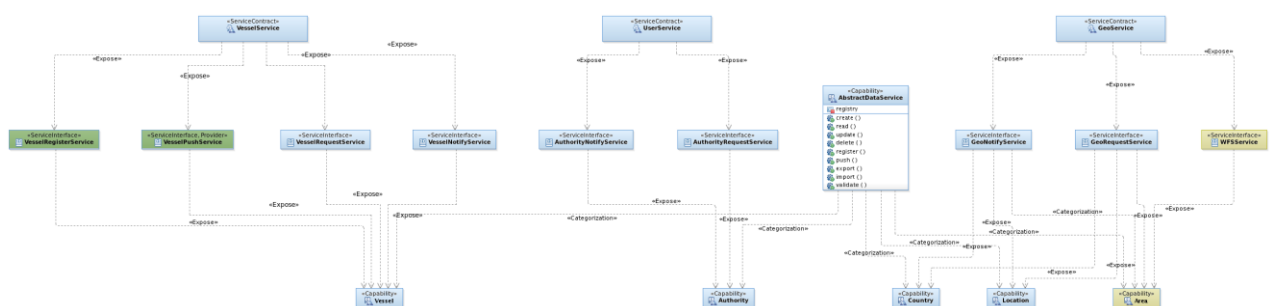 «ServiceContract»
VesselService
«ServiceContract»
UserService
«ServiceContract»
GeoService
«Expose»
«Expose»
«Expose»
«Expose»
«Expose»
«Expose»
«Expose»
«Expose»
«Expose»
«Capability»
AbstractDataService
registry
create ()
read ()
update ()
delete ()
register ()
push ()
export ()
import ()
validate ()
«ServiceInterface»
VesselRegisterService
«ServiceInterface, Provider»
VesselPushService
«ServiceInterface»
VesselRequestService
«ServiceInterface»
VesselNotifyService
«ServiceInterface»
AuthorityNotifyService
«ServiceInterface»
AuthorityRequestService
«ServiceInterface»
GeoNotifyService
«ServiceInterface»
GeoRequestService
«ServiceInterface»
WFSService
«Expose»
«Expose»
«Expose»
«Expose»
«Expose»
«Expose»
«Categorization»
«Categorization»
«Categorization»
«Categorization»
«Categorization»
«Expose»
«Expose»
«Expose»
«Expose»
«Expose»
«Expose»
«Expose»
«Capability»
Vessel
«Capability»
Authority
«Capability»
Country
«Capability»
Location
«Capability»
Area